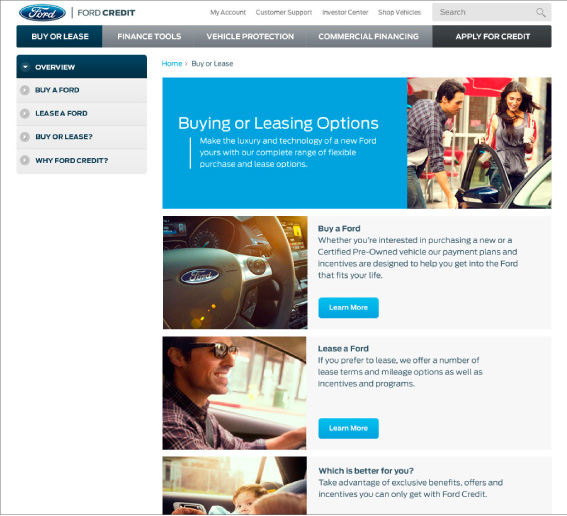 Ford FORD CREDIT
My Account Customer Support Investor Center Shop Vehicles Search
BUY OR LEASE FINANCE TOOLS VEHICLE PROTECTION COMMERCIAL FINANCING APPLY FOR CREDIT
OVERVIEW
BUY A FORD
LEASE A FORD
BUY OR LEASE?
WHY FORD CREDIT?
Home › Buy or Lease
Buying or Leasing Options
Make the luxury and technology of a new Ford
yours with our complete range of flexible
purchase and lease options.
Ford
Buy a Ford
Whether you're interested in purchasing a new or a
Certified Pre-Owned vehicle our payment plans and
incentives are designed to help you get into the Ford
that fits your life.
Learn More
Lease a Ford
If you prefer to lease, we offer a number of
lease terms and mileage options as well as
incentives and programs.
Learn More
Which is better for you?
Take advantage of exclusive benefits, offers and
incentives you can only get with Ford Credit.